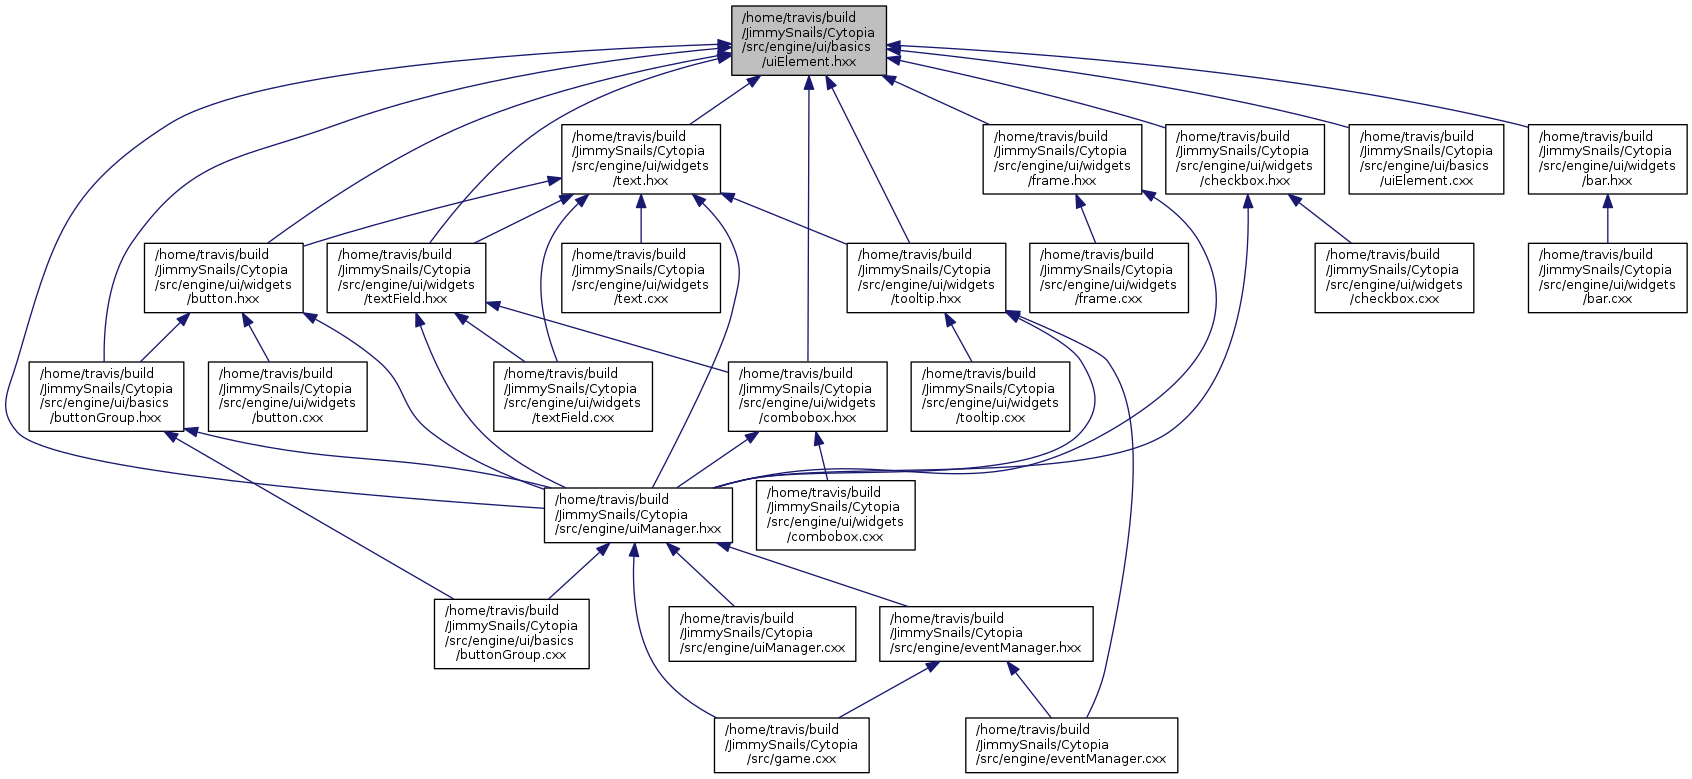 /home/travis/build
/JimmySnails/Cytopia
/src/engine/ui/basics
/uiElement.hxx
/home/travis/build
/JimmySnails/Cytopia
/src/engine/ui/widgets
/text.hxx
/home/travis/build
/JimmySnails/Cytopia
/src/engine/ui/widgets
/frame.hxx
/home/travis/build
/JimmySnails/Cytopia
/src/engine/ui/widgets
/checkbox.hxx
/home/travis/build
/JimmySnails/Cytopia
/src/engine/ui/basics
/uiElement.cxx
/home/travis/build
/JimmySnails/Cytopia
/src/engine/ui/widgets
/bar.hxx
/home/travis/build
/JimmySnails/Cytopia
/src/engine/ui/widgets
/button.hxx
/home/travis/build
/JimmySnails/Cytopia
/src/engine/ui/widgets
/textField.hxx
/home/travis/build
/JimmySnails/Cytopia
/src/engine/ui/widgets
/text.cxx
/home/travis/build
/JimmySnails/Cytopia
/src/engine/ui/widgets
/tooltip.hxx
/home/travis/build
/JimmySnails/Cytopia
/src/engine/ui/widgets
/frame.cxx
/home/travis/build
/JimmySnails/Cytopia
/src/engine/ui/widgets
/checkbox.cxx
/home/travis/build
/JimmySnails/Cytopia
/src/engine/ui/widgets
/bar.cxx
/home/travis/build
/JimmySnails/Cytopia
/src/engine/ui/basics
/buttonGroup.hxx
/home/travis/build
/JimmySnails/Cytopia
/src/engine/ui/widgets
/button.cxx
/home/travis/build
/JimmySnails/Cytopia
/src/engine/ui/widgets
/textField.cxx
/home/travis/build
/JimmySnails/Cytopia
/src/engine/ui/widgets
/combobox.hxx
/home/travis/build
/JimmySnails/Cytopia
/src/engine/ui/widgets
/tooltip.cxx
/home/travis/build
/JimmySnails/Cytopia
/src/engine/uiManager.hxx
/home/travis/build
/JimmySnails/Cytopia
/src/engine/ui/widgets
/combobox.cxx
/home/travis/build
/JimmySnails/Cytopia
/src/engine/ui/basics
/buttonGroup.cxx
/home/travis/build
/JimmySnails/Cytopia
/src/engine/uiManager.cxx
/home/travis/build
/JimmySnails/Cytopia
/src/engine/eventManager.hxx
/home/travis/build
/JimmySnails/Cytopia
/src/game.cxx
/home/travis/build
/JimmySnails/Cytopia
/src/engine/eventManager.cxx